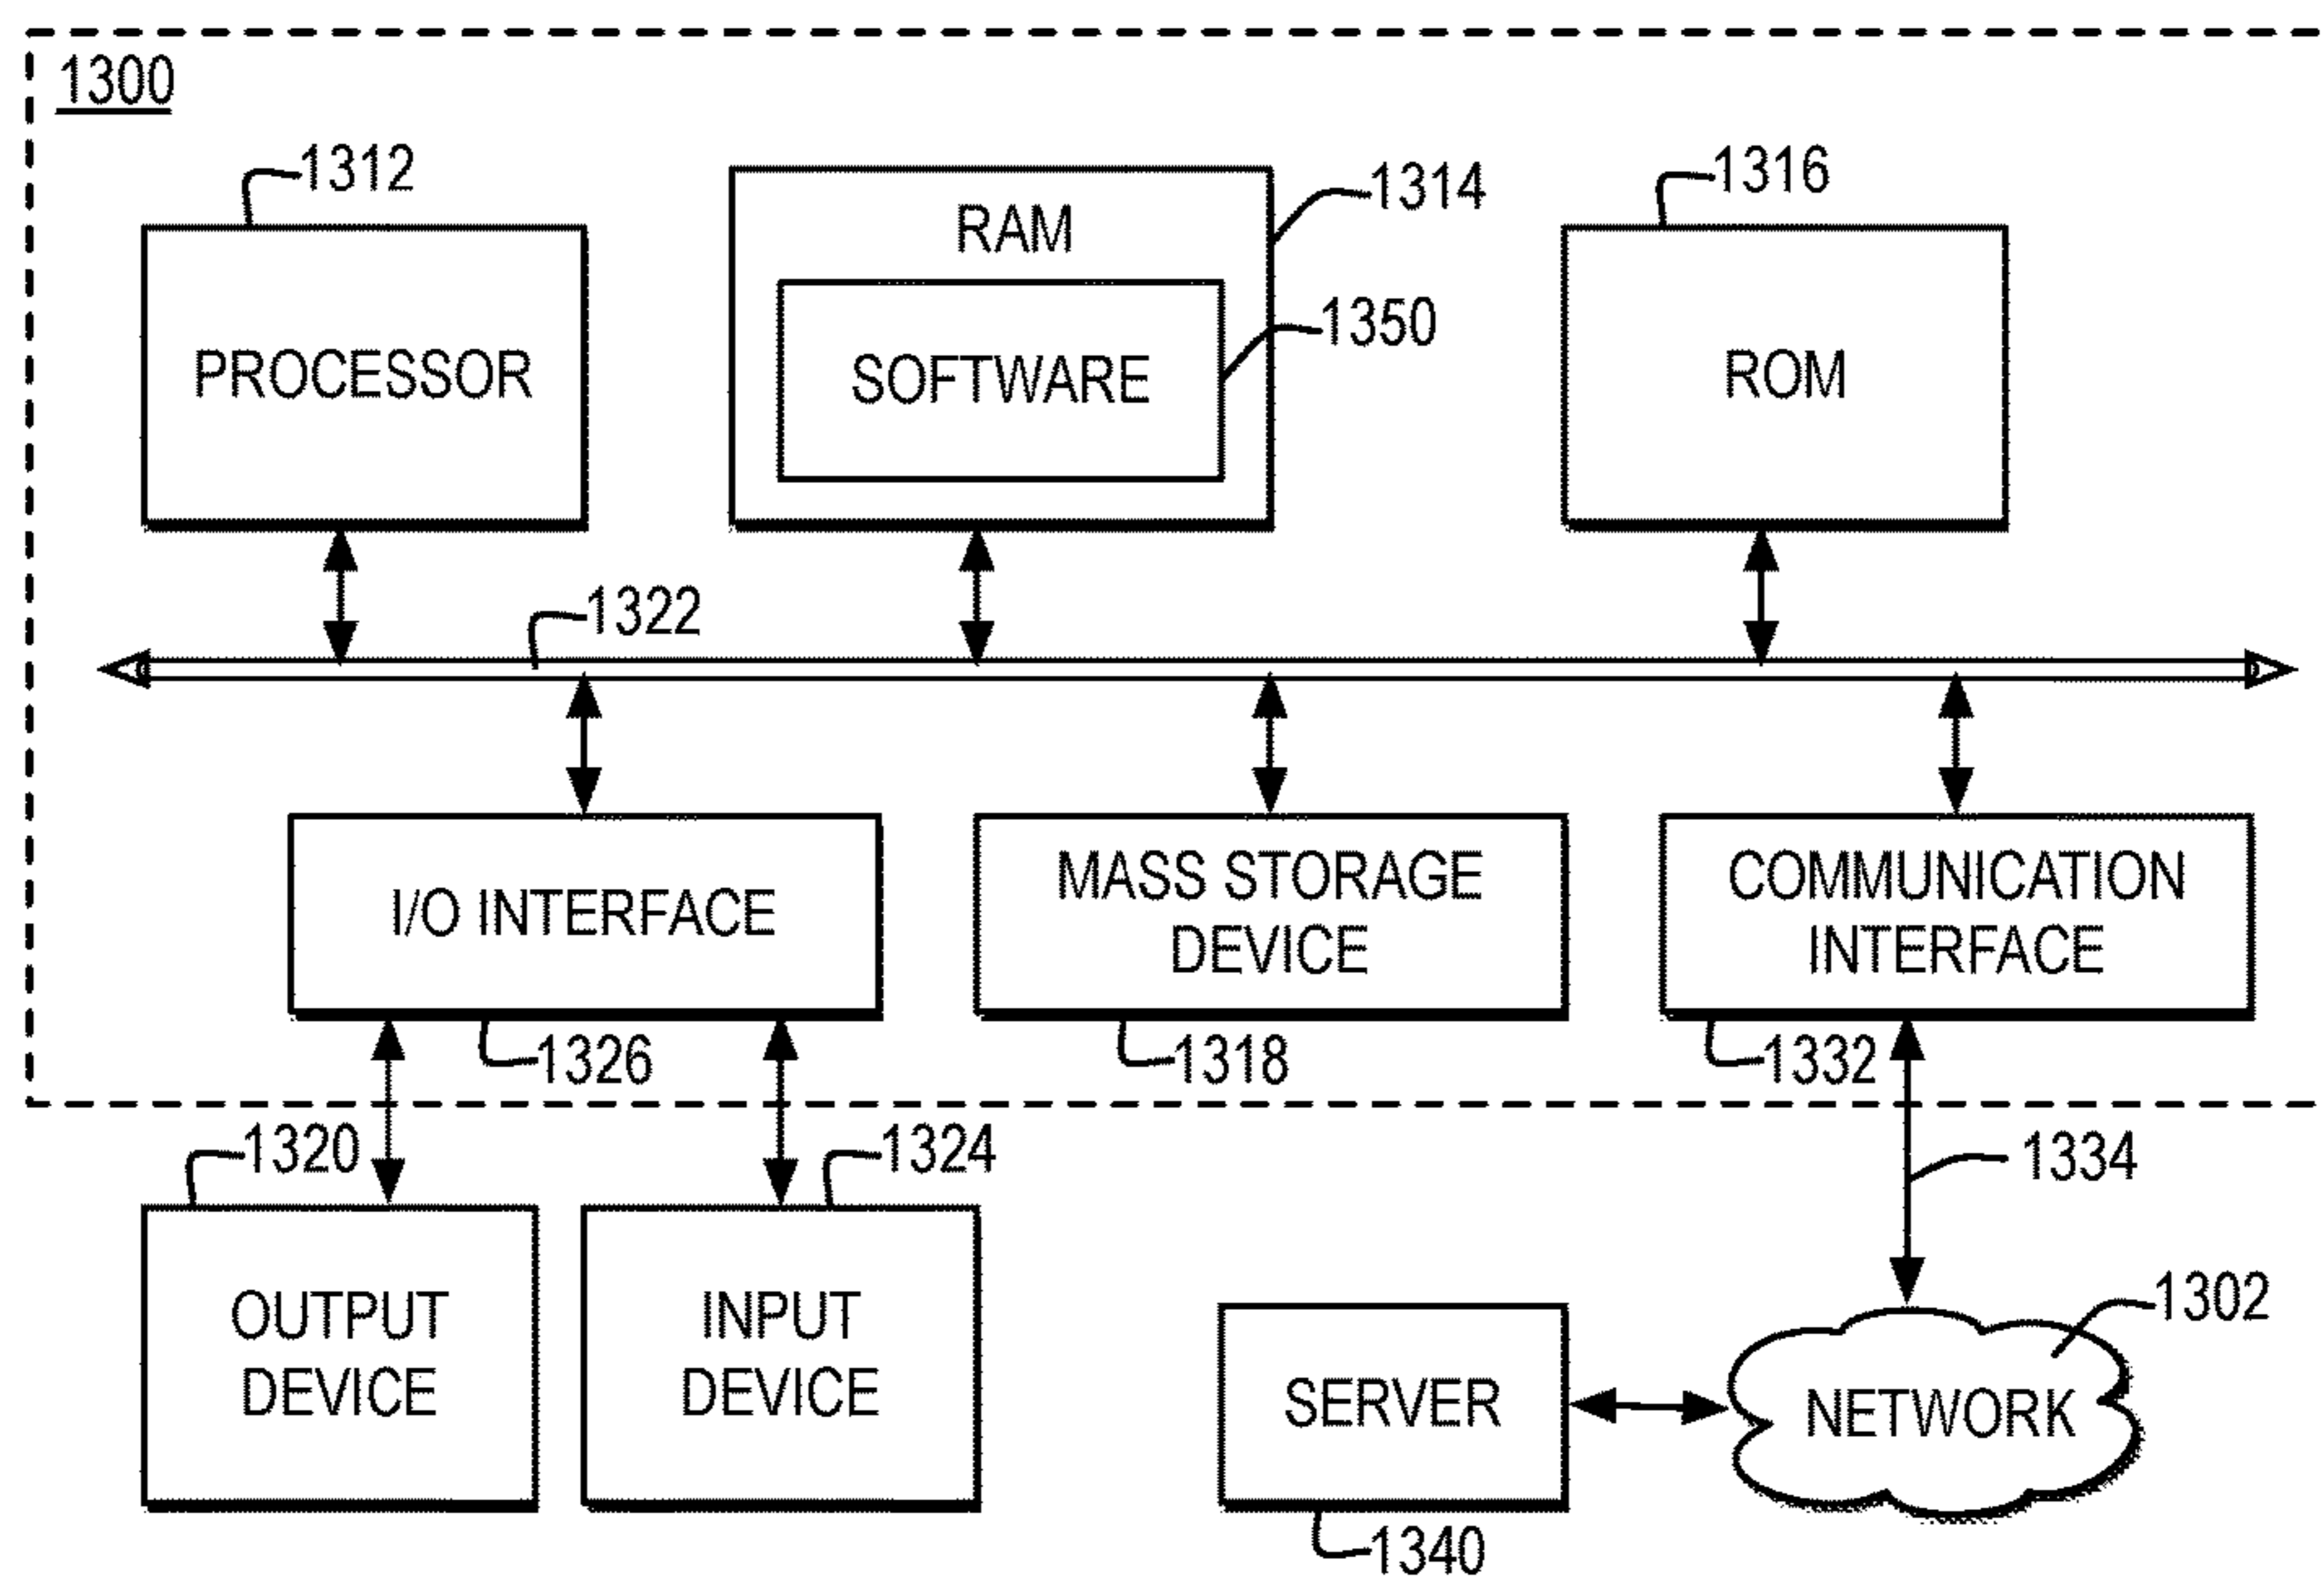 1300
1312
1314
1316
RAM
1350
PROCESSOR
SOFTWARE
ROM
1322
I/O INTERFACE
MASS STORAGE
DEVICE
COMMUNICATION
INTERFACE
1326
1318
1332
1320
1324
1334
OUTPUT
DEVICE
INPUT
DEVICE
1302
SERVER
NETWORK
1340